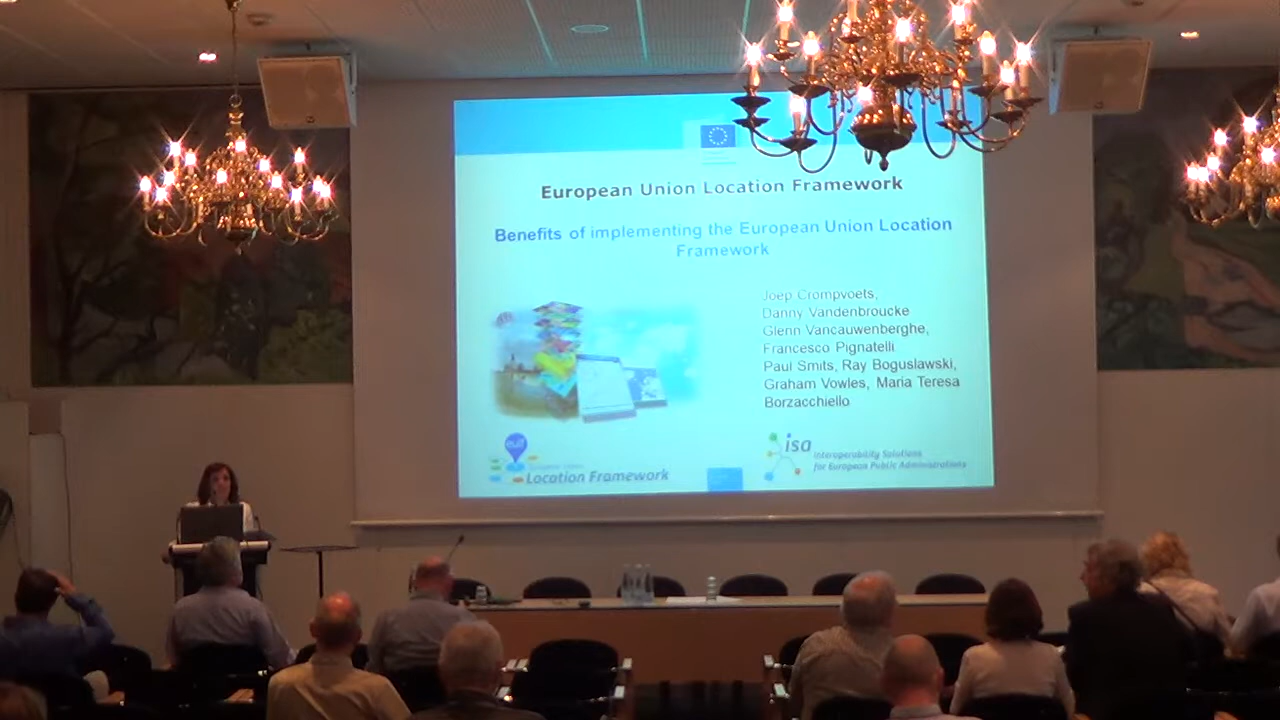 European Union Location Framework
Benefits of implementing the European Union Location
Framework
Joep Crompvoets,
Danny Vandenbroucke
Glenn Vancauwenberghe,
Francesco Pignatelli
Paul Smits, Ray Boguslawski,
Graham Vowles, Maria Teresa
Borzacchiello
eulf
Location Framework
isa
Interoperability Solutions
for European Public Administrations